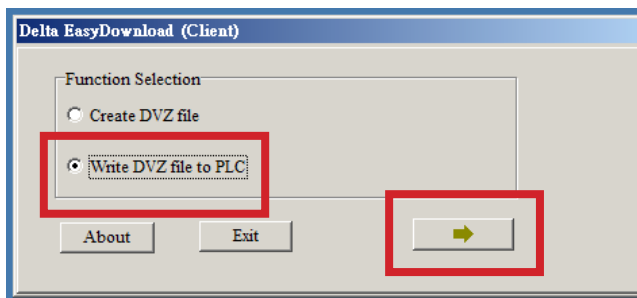 Delta EasyDownload (Client)
Function Selection
Create DVZ file
Write DVZ file to PLC
About Exit